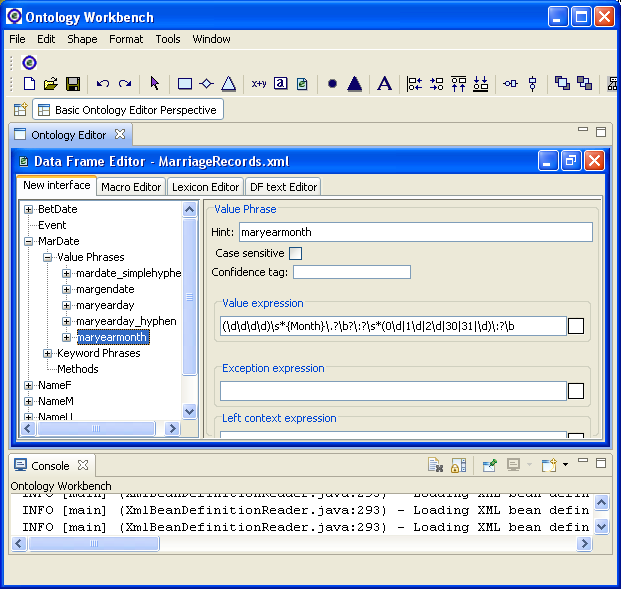 Ontology Workbench
File Edit Shape Format Tools Window
x+y a A
Basic Ontology Editor Perspective
Ontology Editor
Data Frame Editor - MarriageRecords.xml
New interface Macro Editor Lexicon Editor DF text Editor
BetDate
Event
MarDate
Value Phrases
mardate_simplehyphe
margendate
maryearday
maryearday_hyphen
maryearmonth
Keyword Phrases
Methods
NameF
NameM
NameU
Value Phrase
Hint: maryearmonth
Case sensitive
Confidence tag:
Value expression
(\d\d\d\d)\s*{Month}\.?\b?\:?\s*(0\d|1\d|2\d|30|31|\d)\:?\b
Exception expression
Left context expression
Console
Ontology Workbench
INFO [main] (XmlBeanDefinitionReader.java:293) - Loading XML bean defin
INFO [main] (XmlBeanDefinitionReader.java:293) - Loading XML bean defin
INFO [main] (XmlBeanDefinitionReader.java:293) - Loading XML bean defin